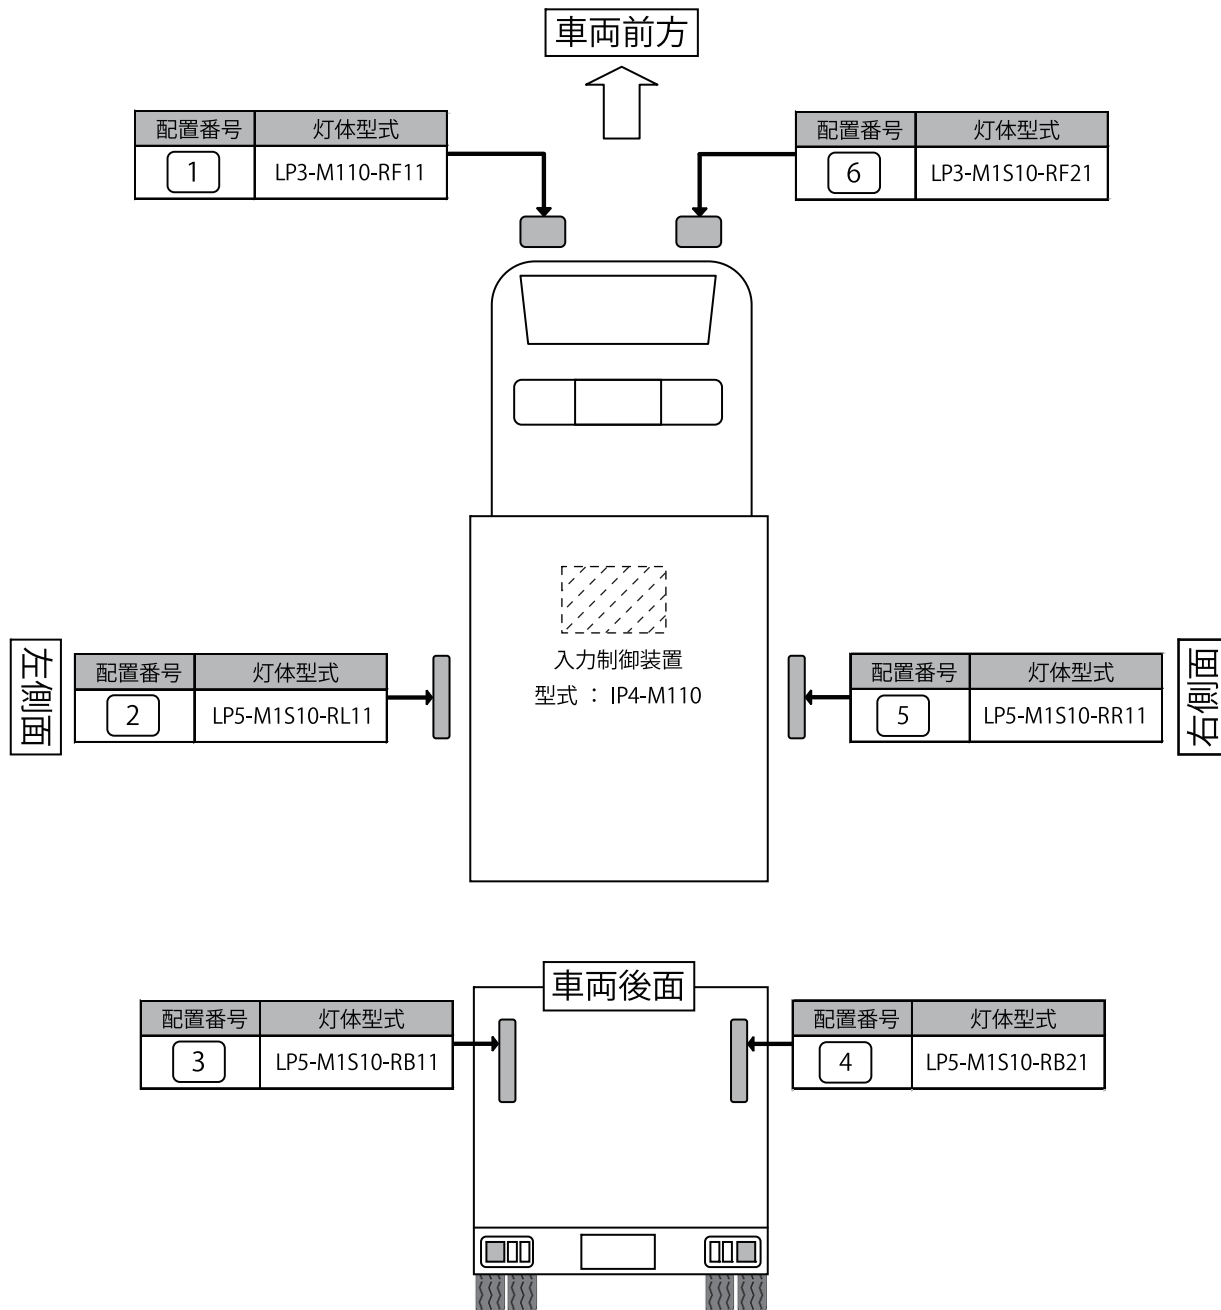 車両前方
配置番号 灯体型式
1 LP3-M110-RF11
配置番号 灯体型式
6 LP3-M1S10-RF21
入力制御装置
型式 : IP4-M110
左側面
配置番号 灯体型式
2 LP5-M1S10-RL11
配置番号 灯体型式
5 LP5-M1S10-RR11
右側面
車両後面
配置番号 灯体型式
3 LP5-M1S10-RB11
配置番号 灯体型式
4 LP5-M1S10-RB21